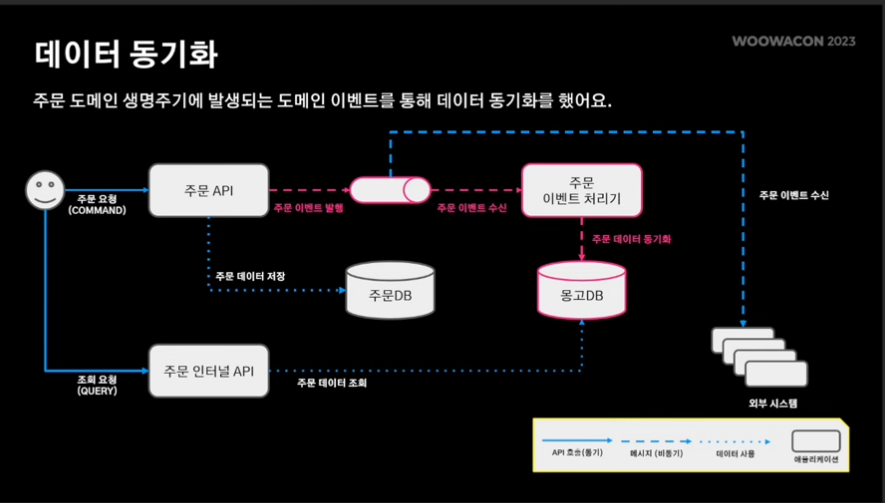 WOOWACON 2023
데이터 동기화
주문 도메인 생명주기에 발생되는 도메인 이벤트를 통해 데이터 동기화를 했어요.
주문 요청
(COMMAND)
주문 API
주문 이벤트 발행
주문 이벤트 수신
주문
이벤트 처리기
주문 이벤트 수신
주문 데이터 동기화
주문 데이터 저장
주문DB
몽고DB
조회 요청
(QUERY)
주문 인터널 API
주문 데이터 조회
외부 시스템
API 호출(동기)
메시지 (비동기)
데이터 사용
애플리케이션